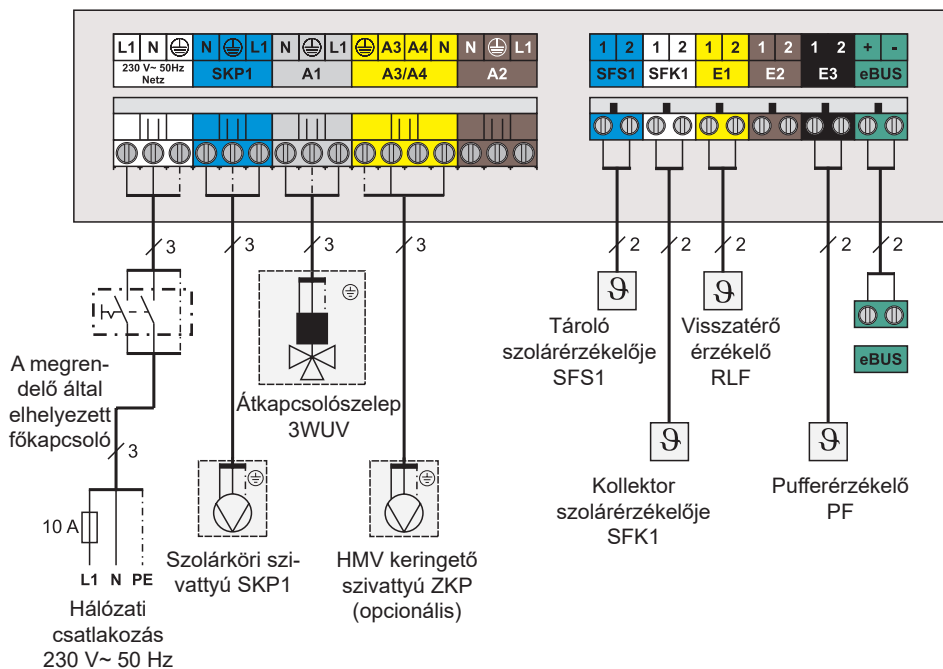 L1 N N L1 N L1 A3 A4 N N L1
230 V~ 50Hz
Netz
SKP1 A1 A3/A4 A2
1 2 1 2 1 2 1 2 1 2 + -
SFS1 SFK1 E1 E2 E3 eBUS
3 3 3 3 2 2 2 2 2
A megren-
delő által
elhelyezett
főkapcsoló
3
10 A
L1 N PE
Hálózati
csatlakozás
230 V~ 50 Hz
Szolárköri szi-
vattyú SKP1
Átkapcsolószelep
3WUV
HMV keringető
szivattyú ZKP
(opcionális)
ϑ
Tároló
szolárérzékelője
SFS1
ϑ
Kollektor
szolárérzékelője
SFK1
ϑ
Visszatérő
érzékelő
RLF
ϑ
Pufferérzékelő
PF
eBUS